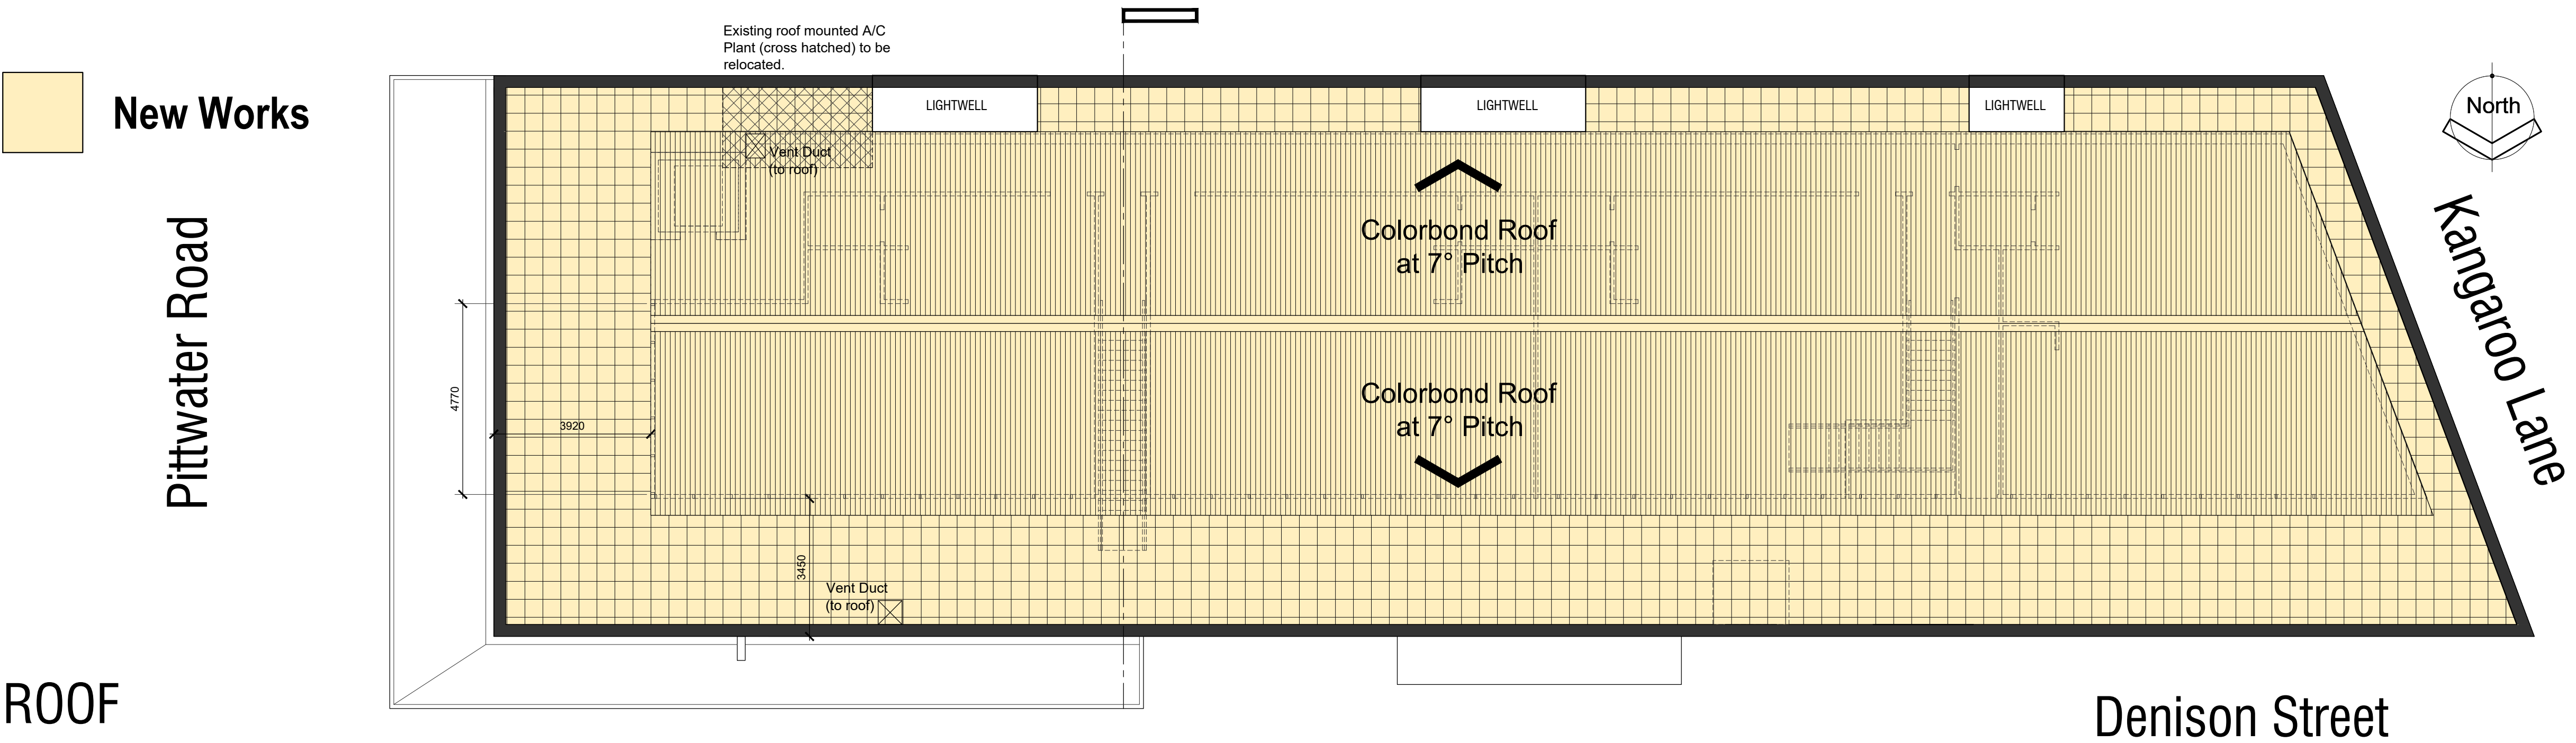 Existing roof mounted A/C
Plant (cross hatched) to be
relocated.
New Works
LIGHTWELL
LIGHTWELL
LIGHTWELL
North
Vent Duct
(to roof)
Pittwater Road
Kangaroo Lane
Colorbond Roof
at 7° Pitch
4770
3920
Colorbond Roof
at 7° Pitch
3450
Vent Duct
(to roof)
ROOF
Denison Street